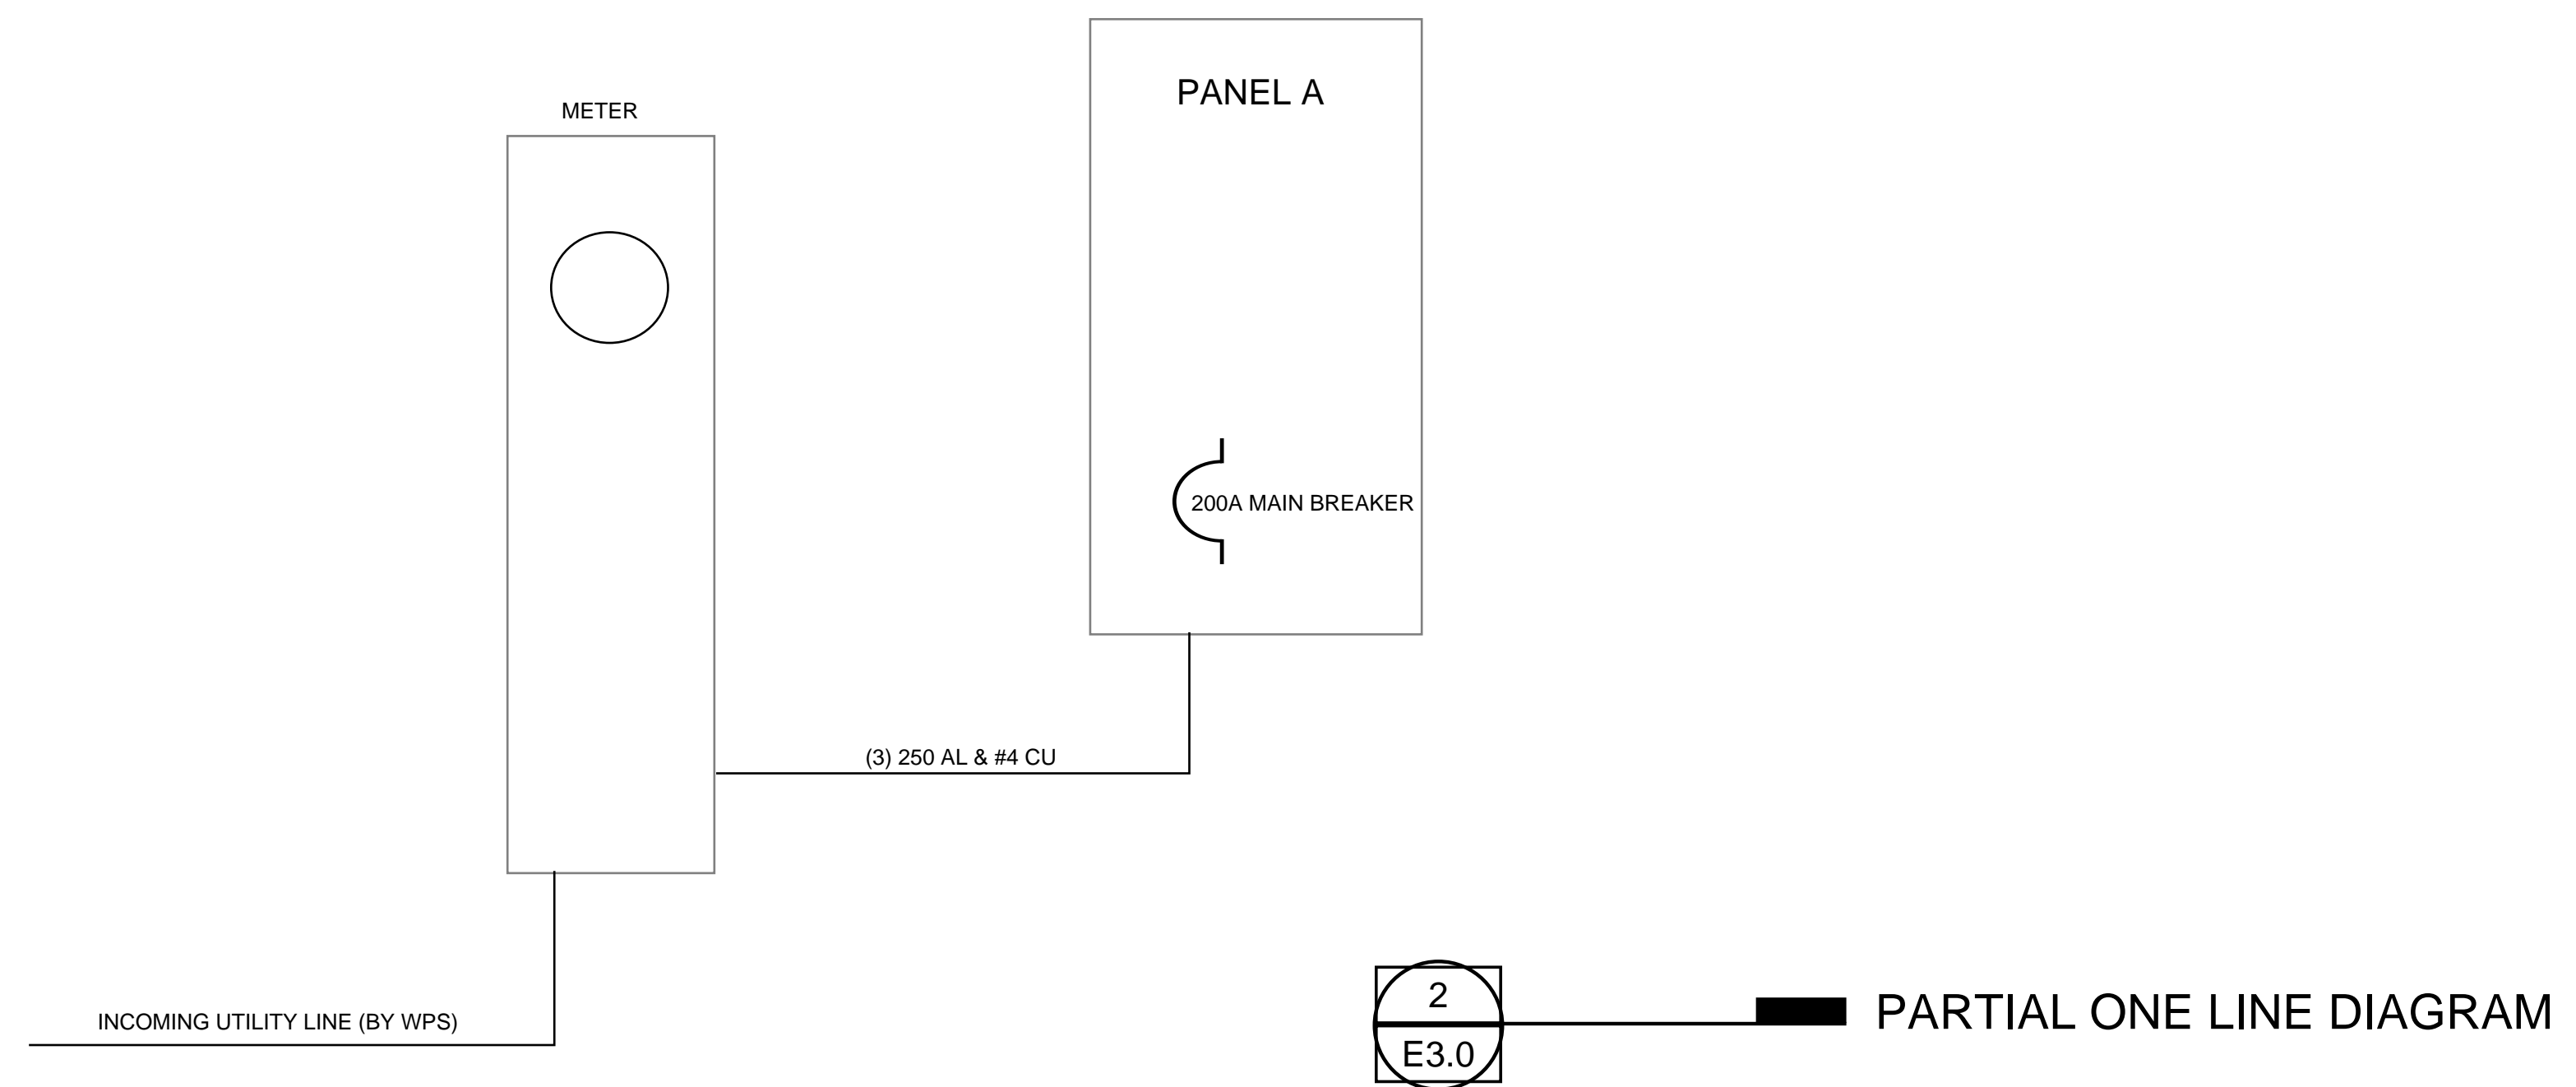 METER
PANEL A
200A MAIN BREAKER
(3) 250 AL & #4 CU
INCOMING UTILITY LINE (BY WPS)
2
E3.0
PARTIAL ONE LINE DIAGRAM